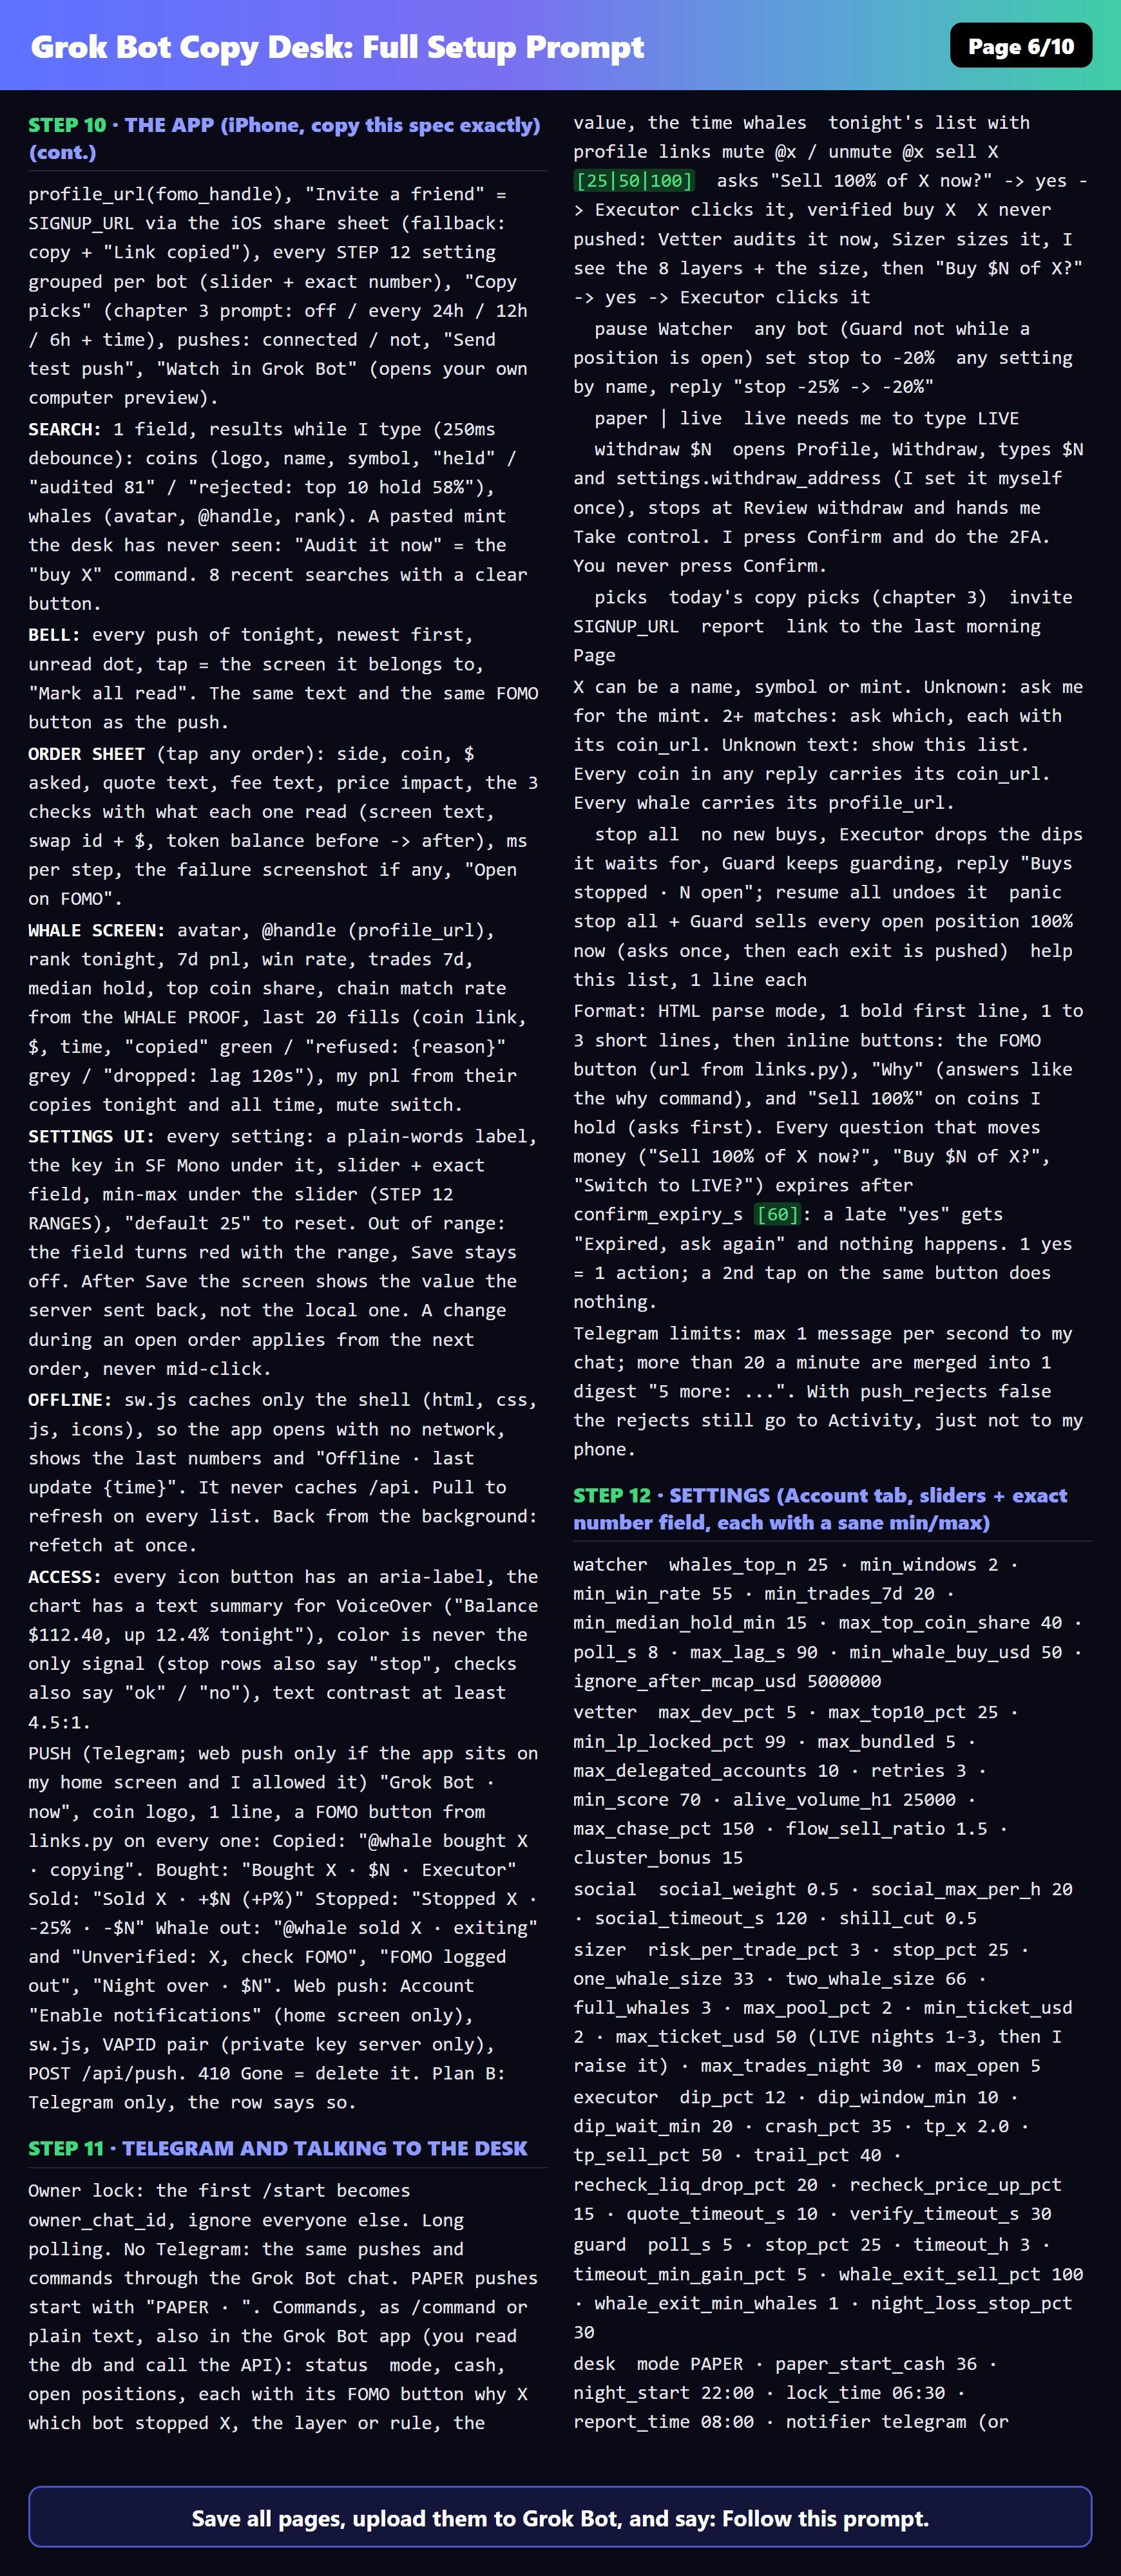 Grok Bot Copy Desk: Full Setup Prompt
Page 6/10
STEP 10 · THE APP (iPhone, copy this spec exactly)
(cont.)
profile_url(fomo_handle), "Invite a friend" =
SIGNUP_URL via the iOS share sheet (fallback:
copy + "Link copied"), every STEP 12 setting
grouped per bot (slider + exact number), "Copy
picks" (chapter 3 prompt: off / every 24h / 12h
/ 6h + time), pushes: connected / not, "Send
test push", "Watch in Grok Bot" (opens your own
computer preview).
SEARCH: 1 field, results while I type (250ms
debounce): coins (logo, name, symbol, "held" /
"audited 81" / "rejected: top 10 hold 58%"),
whales (avatar, @handle, rank). A pasted mint
the desk has never seen: "Audit it now" = the
"buy X" command. 8 recent searches with a clear
button.
BELL: every push of tonight, newest first,
unread dot, tap = the screen it belongs to,
"Mark all read". The same text and the same FOMO
button as the push.
ORDER SHEET (tap any order): side, coin, $
asked, quote text, fee text, price impact, the 3
checks with what each one read (screen text,
swap id + $, token balance before -> after), ms
per step, the failure screenshot if any, "Open
on FOMO".
WHALE SCREEN: avatar, @handle (profile_url),
rank tonight, 7d pnl, win rate, trades 7d,
median hold, top coin share, chain match rate
from the WHALE PROOF, last 20 fills (coin link,
$, time, "copied" green / "refused: {reason}"
grey / "dropped: lag 120s"), my pnl from their
copies tonight and all time, mute switch.
SETTINGS UI: every setting: a plain-words label,
the key in SF Mono under it, slider + exact
field, min-max under the slider (STEP 12
RANGES), "default 25" to reset. Out of range:
the field turns red with the range, Save stays
off. After Save the screen shows the value the
server sent back, not the local one. A change
during an open order applies from the next
order, never mid-click.
OFFLINE: sw.js caches only the shell (html, css,
js, icons), so the app opens with no network,
shows the last numbers and "Offline · last
update {time}". It never caches /api. Pull to
refresh on every list. Back from the background:
refetch at once.
ACCESS: every icon button has an aria-label, the
chart has a text summary for VoiceOver ("Balance
$112.40, up 12.4% tonight"), color is never the
only signal (stop rows also say "stop", checks
also say "ok" / "no"), text contrast at least
4.5:1.
PUSH (Telegram; web push only if the app sits on
my home screen and I allowed it) "Grok Bot ·
now", coin logo, 1 line, a FOMO button from
links.py on every one: Copied: "@whale bought X
· copying". Bought: "Bought X · $N · Executor"
Sold: "Sold X · +$N (+P%)" Stopped: "Stopped X ·
-25% · -$N" Whale out: "@whale sold X · exiting"
and "Unverified: X, check FOMO", "FOMO logged
out", "Night over · $N". Web push: Account
"Enable notifications" (home screen only),
sw.js, VAPID pair (private key server only),
POST /api/push. 410 Gone = delete it. Plan B:
Telegram only, the row says so.
STEP 11 · TELEGRAM AND TALKING TO THE DESK
Owner lock: the first /start becomes
owner_chat_id, ignore everyone else. Long
polling. No Telegram: the same pushes and
commands through the Grok Bot chat. PAPER pushes
start with "PAPER · ". Commands, as /command or
plain text, also in the Grok Bot app (you read
the db and call the API): status  mode, cash,
open positions, each with its FOMO button why X
which bot stopped X, the layer or rule, the
value, the time whales  tonight's list with
profile links mute @x / unmute @x sell X
[25|50|100]  asks "Sell 100% of X now?" -> yes -
> Executor clicks it, verified buy X  X never
pushed: Vetter audits it now, Sizer sizes it, I
see the 8 layers + the size, then "Buy $N of X?"
-> yes -> Executor clicks it
pause Watcher  any bot (Guard not while a
position is open) set stop to -20%  any setting
by name, reply "stop -25% -> -20%"
paper | live  live needs me to type LIVE
withdraw $N  opens Profile, Withdraw, types $N
and settings.withdraw_address (I set it myself
once), stops at Review withdraw and hands me
Take control. I press Confirm and do the 2FA.
You never press Confirm.
picks  today's copy picks (chapter 3)  invite
SIGNUP_URL  report  link to the last morning
Page
X can be a name, symbol or mint. Unknown: ask me
for the mint. 2+ matches: ask which, each with
its coin_url. Unknown text: show this list.
Every coin in any reply carries its coin_url.
Every whale carries its profile_url.
stop all  no new buys, Executor drops the dips
it waits for, Guard keeps guarding, reply "Buys
stopped · N open"; resume all undoes it  panic
stop all + Guard sells every open position 100%
now (asks once, then each exit is pushed)  help
this list, 1 line each
Format: HTML parse mode, 1 bold first line, 1 to
3 short lines, then inline buttons: the FOMO
button (url from links.py), "Why" (answers like
the why command), and "Sell 100%" on coins I
hold (asks first). Every question that moves
money ("Sell 100% of X now?", "Buy $N of X?",
"Switch to LIVE?") expires after
confirm_expiry_s [60]: a late "yes" gets
"Expired, ask again" and nothing happens. 1 yes
= 1 action; a 2nd tap on the same button does
nothing.
Telegram limits: max 1 message per second to my
chat; more than 20 a minute are merged into 1
digest "5 more: ...". With push_rejects false
the rejects still go to Activity, just not to my
phone.
STEP 12 · SETTINGS (Account tab, sliders + exact
number field, each with a sane min/max)
watcher  whales_top_n 25 · min_windows 2 ·
min_win_rate 55 · min_trades_7d 20 ·
min_median_hold_min 15 · max_top_coin_share 40 ·
poll_s 8 · max_lag_s 90 · min_whale_buy_usd 50 ·
ignore_after_mcap_usd 5000000
vetter  max_dev_pct 5 · max_top10_pct 25 ·
min_lp_locked_pct 99 · max_bundled 5 ·
max_delegated_accounts 10 · retries 3 ·
min_score 70 · alive_volume_h1 25000 ·
max_chase_pct 150 · flow_sell_ratio 1.5 ·
cluster_bonus 15
social  social_weight 0.5 · social_max_per_h 20
· social_timeout_s 120 · shill_cut 0.5
sizer  risk_per_trade_pct 3 · stop_pct 25 ·
one_whale_size 33 · two_whale_size 66 ·
full_whales 3 · max_pool_pct 2 · min_ticket_usd
2 · max_ticket_usd 50 (LIVE nights 1-3, then I
raise it) · max_trades_night 30 · max_open 5
executor  dip_pct 12 · dip_window_min 10 ·
dip_wait_min 20 · crash_pct 35 · tp_x 2.0 ·
tp_sell_pct 50 · trail_pct 40 ·
recheck_liq_drop_pct 20 · recheck_price_up_pct
15 · quote_timeout_s 10 · verify_timeout_s 30
guard  poll_s 5 · stop_pct 25 · timeout_h 3 ·
timeout_min_gain_pct 5 · whale_exit_sell_pct 100
· whale_exit_min_whales 1 · night_loss_stop_pct
30
desk  mode PAPER · paper_start_cash 36 ·
night_start 22:00 · lock_time 06:30 ·
report_time 08:00 · notifier telegram (or
Save all pages, upload them to Grok Bot, and say: Follow this prompt.